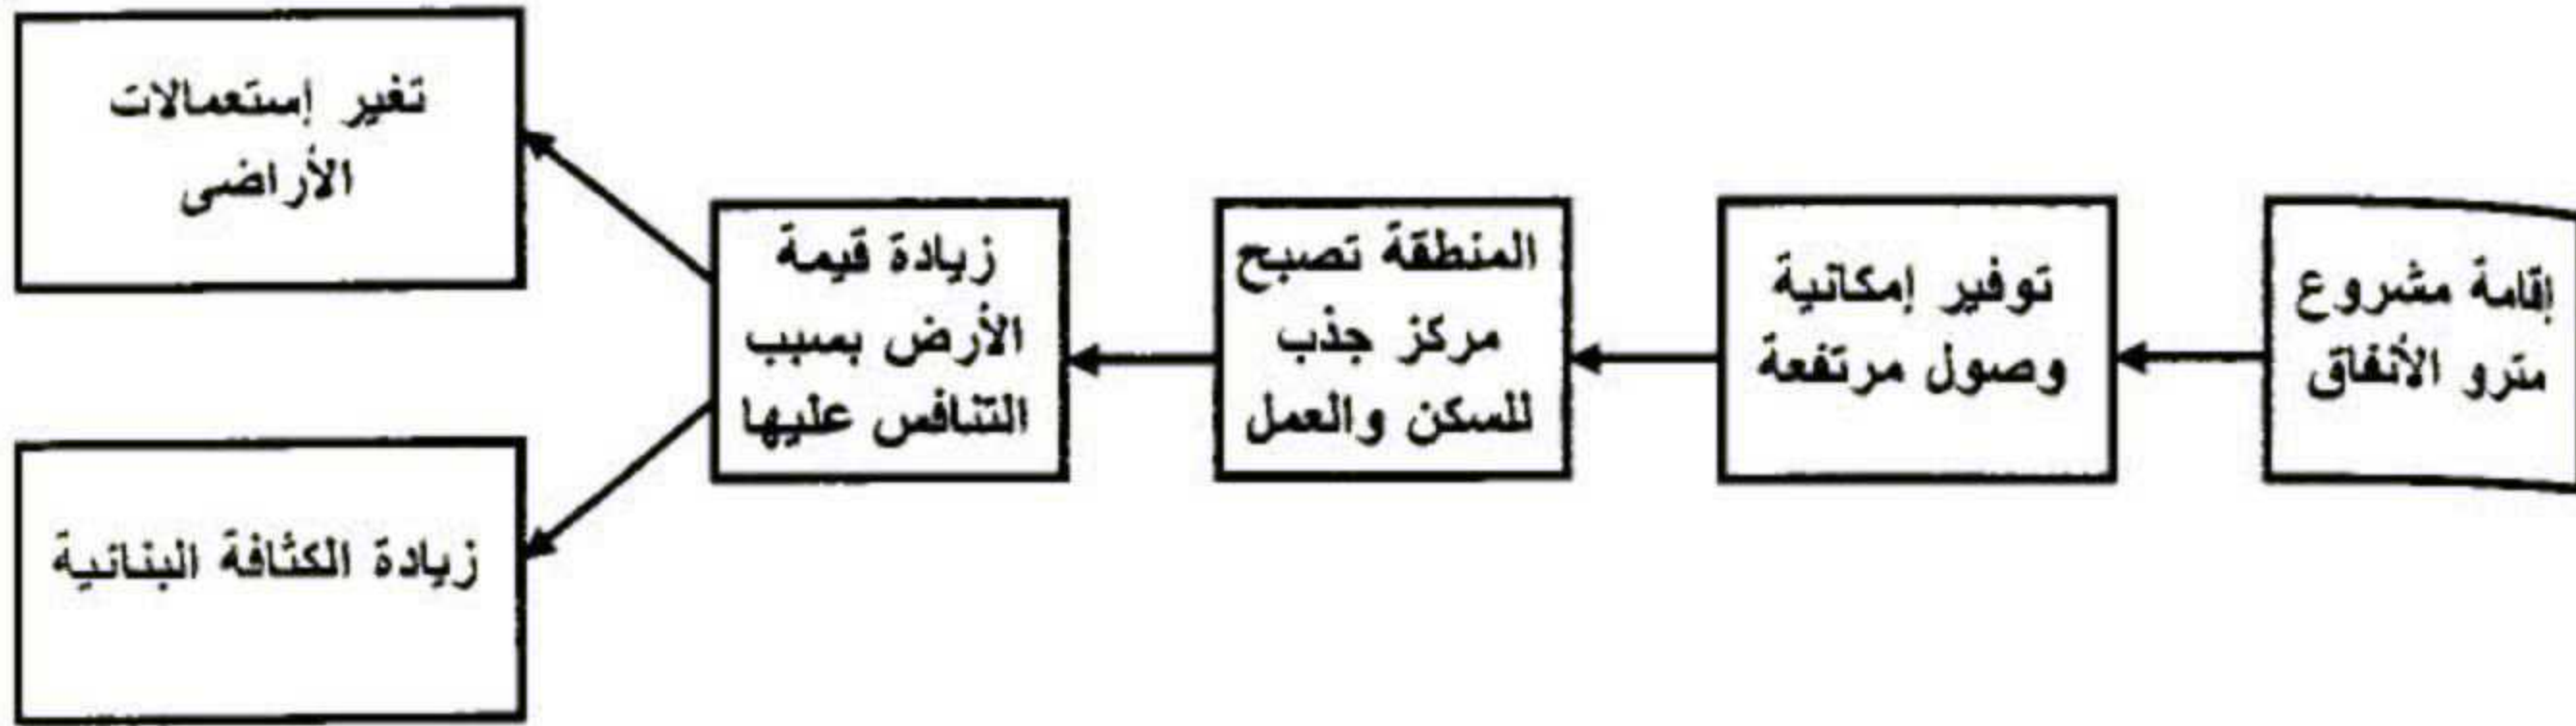 إقامة مشروع
مترو الأنفاق
توفير إمكانية
وصول مرتفعة
المنطقة تصبح
مركز جذب
للسكن والعمل
زيادة قيمة
الأرض بسبب
التنافس عليها
تغير إستعمالات
الأراضى
زيادة الكثافة البنائية